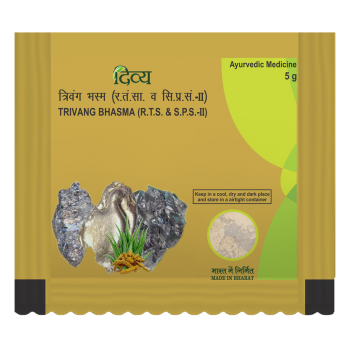 दिव्य
Ayurvedic Medicine
5 g
त्रिवंग भस्म (र.तं.सा. व सि.प्र.सं.-II)
TRIVANG BHASMA (R.T.S. & S.P.S.-II)
Keep in a cool, dry and dark place
and store in a airtight container
भारत में निर्मित
MADE IN BHARAT